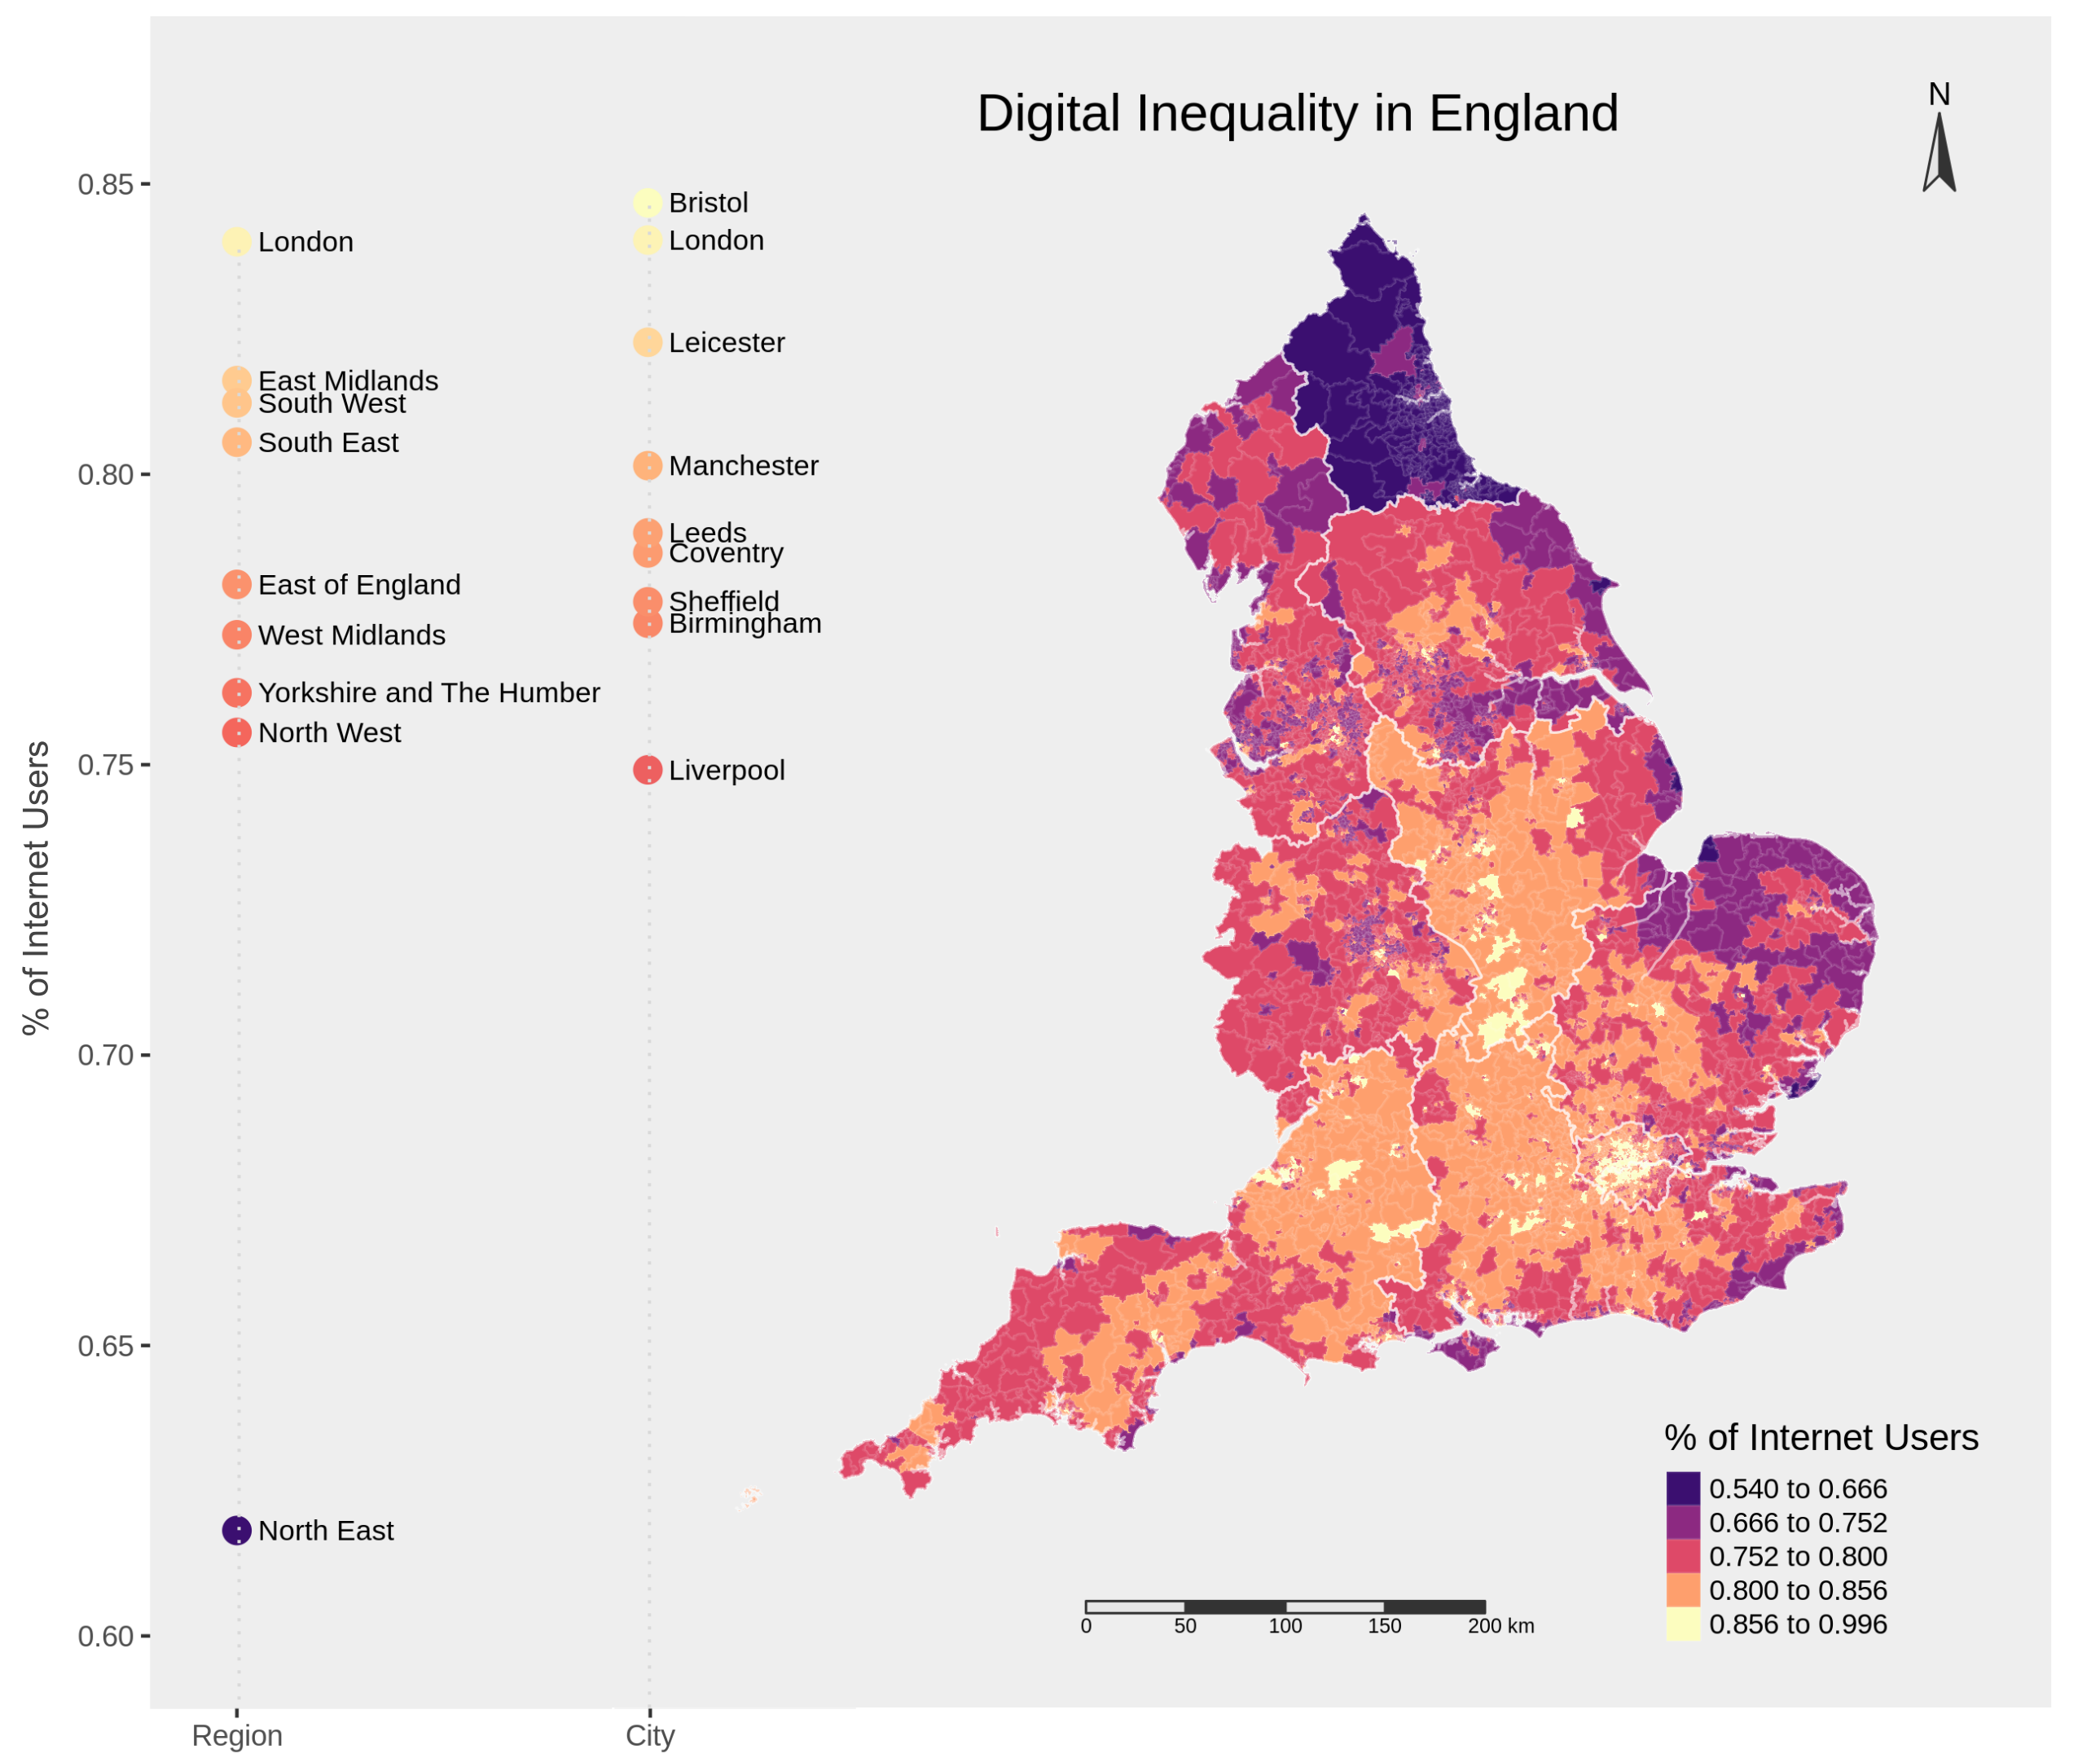 Digital Inequality in England
N
% of Internet Users
0.85
0.80
0.75
0.70
0.65
0.60
London
East Midlands
South West
South East
East of England
West Midlands
Yorkshire and The Humber
North West
North East
Bristol
London
Leicester
Manchester
Leeds
Coventry
Sheffield
Birmingham
Liverpool
Region
City
0 50 100 150 200 km
% of Internet Users
0.540 to 0.666
0.666 to 0.752
0.752 to 0.800
0.800 to 0.856
0.856 to 0.996